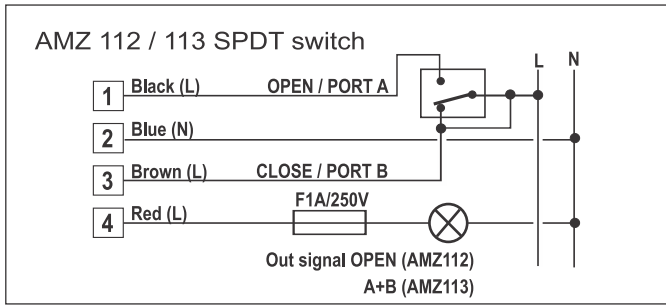 AMZ 112 / 113 SPDT switch
L N
1 Black (L) OPEN / PORT A
2 Blue (N)
3 Brown (L) CLOSE / PORT B
F1A/250V
4 Red (L)
Out signal OPEN (AMZ112)
A+B (AMZ113)